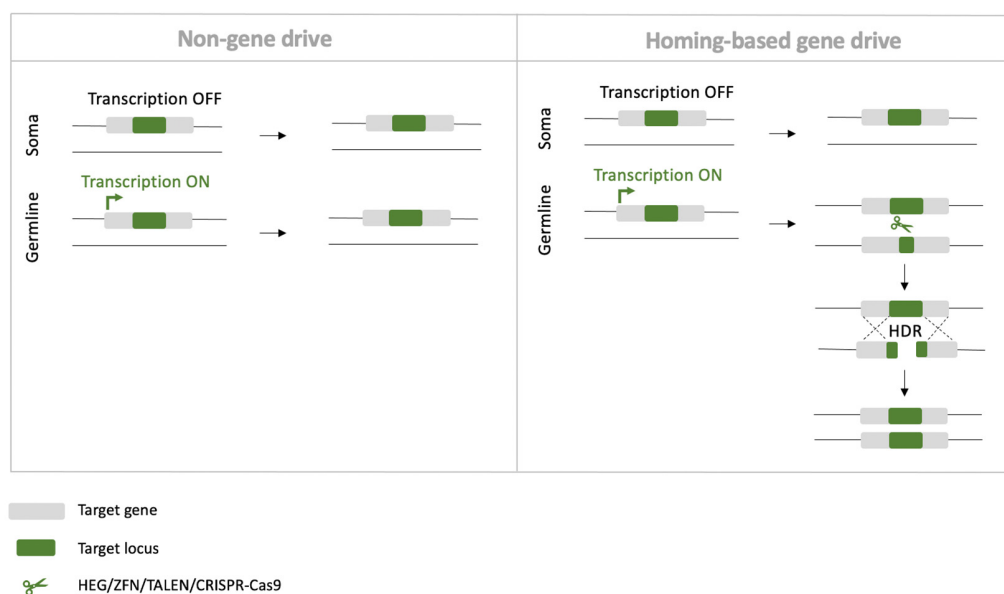 Non-gene drive
Homing-based gene drive
Soma
Transcription OFF
Germline
Transcription ON
Soma
Transcription OFF
Germline
Transcription ON
HDR
Target gene
Target locus
HEG/ZFN/TALEN/CRISPR-Cas9